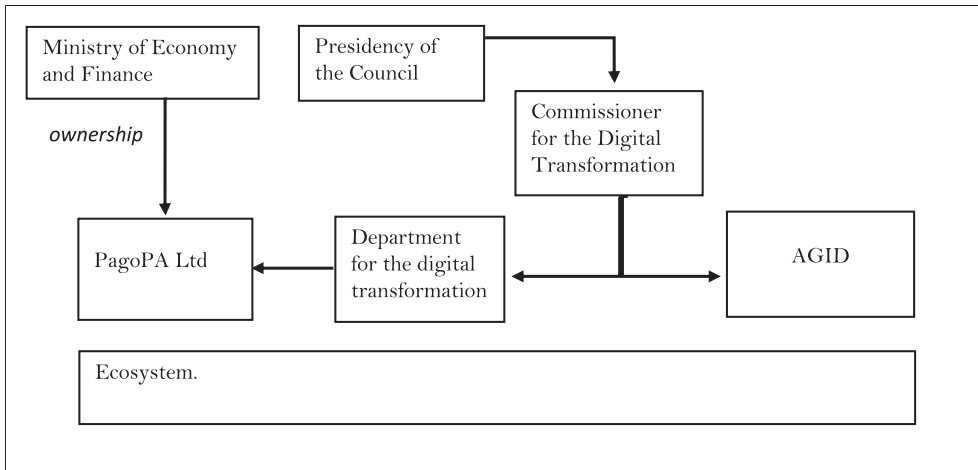 Ministry of Economy
and Finance
Presidency of
the Council
Commissioner
for the Digital
Transformation
ownership
PagoPA Ltd
Department
for the digital
transformation
AGID
Ecosystem.